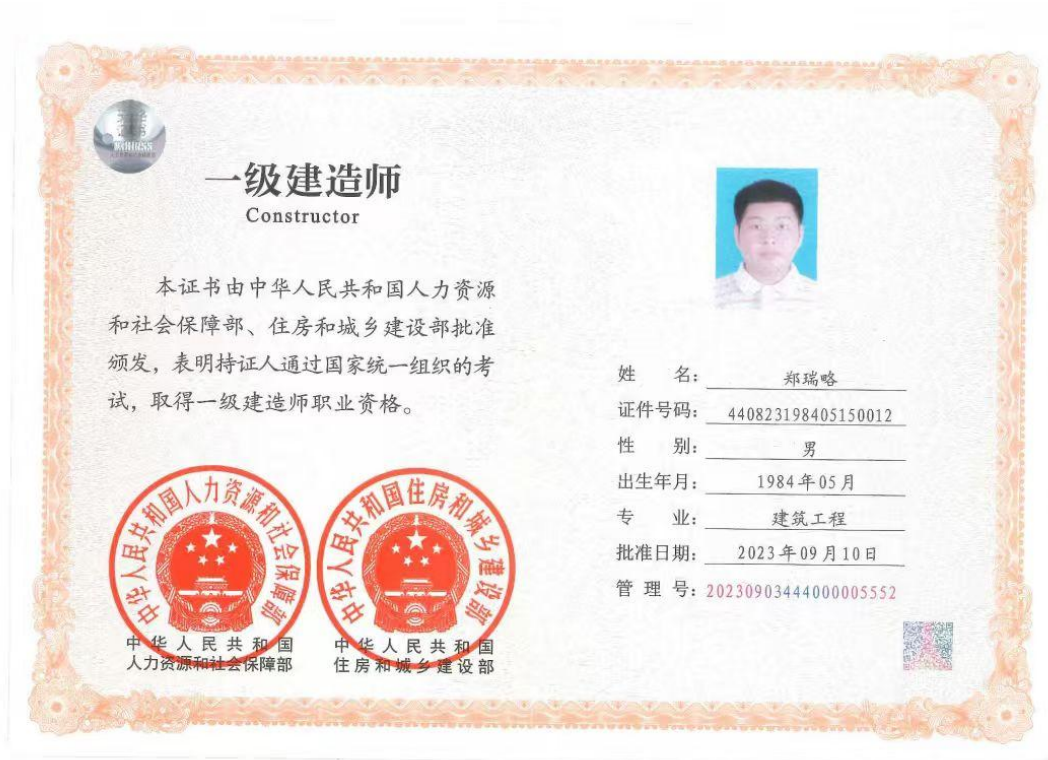 一级建造师
Constructor
本证书由中华人民共和国人力资源
和社会保障部、住房和城乡建设部批准
颁发，表明持证人通过国家统一组织的考
试，取得一级建造师职业资格。
姓 名： 郑瑞略
证件号码： 440823198405150012
性 别： 男
出生年月： 1984年05月
专 业： 建筑工程
批准日期： 2023年09月10日
管 理 号： 20230903444000005552
中华人民共和国人力资源和社会保障部
中华人民共和国住房和城乡建设部
中华人民共和国
人力资源和社会保障部
中华人民共和国
住房和城乡建设部